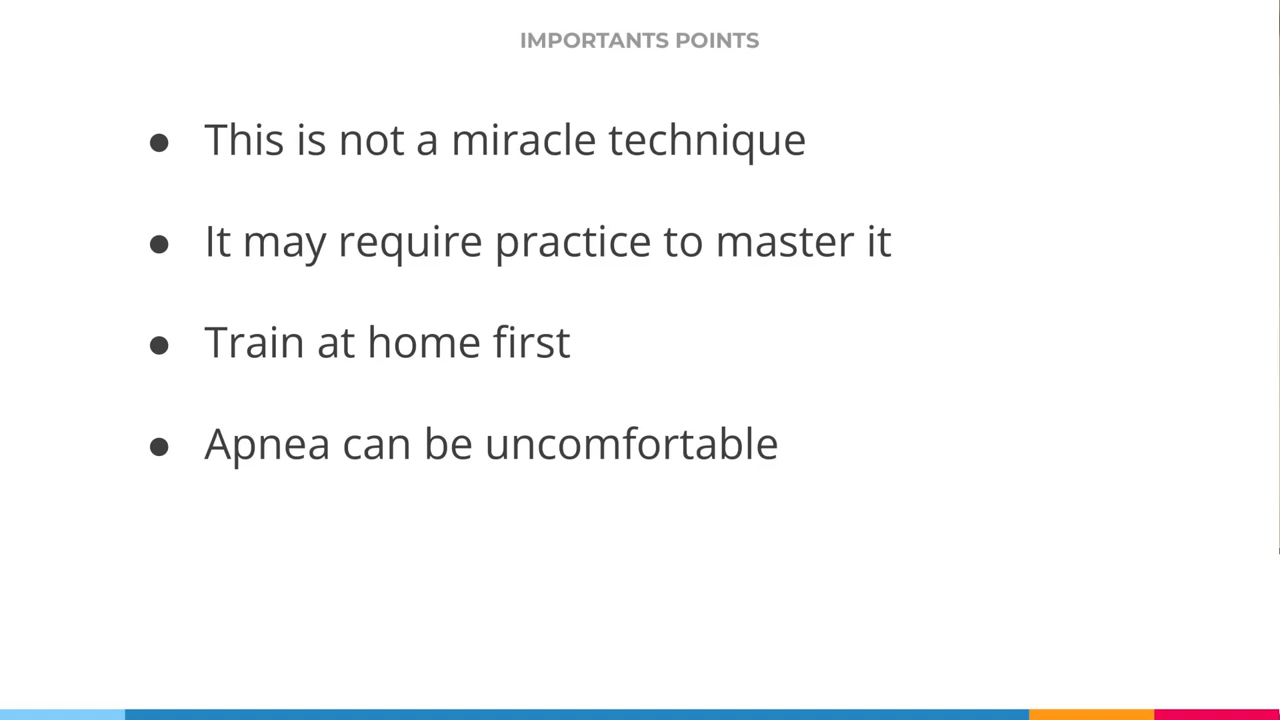 IMPORTANTS POINTS
● This is not a miracle technique
● It may require practice to master it
● Train at home first
● Apnea can be uncomfortable